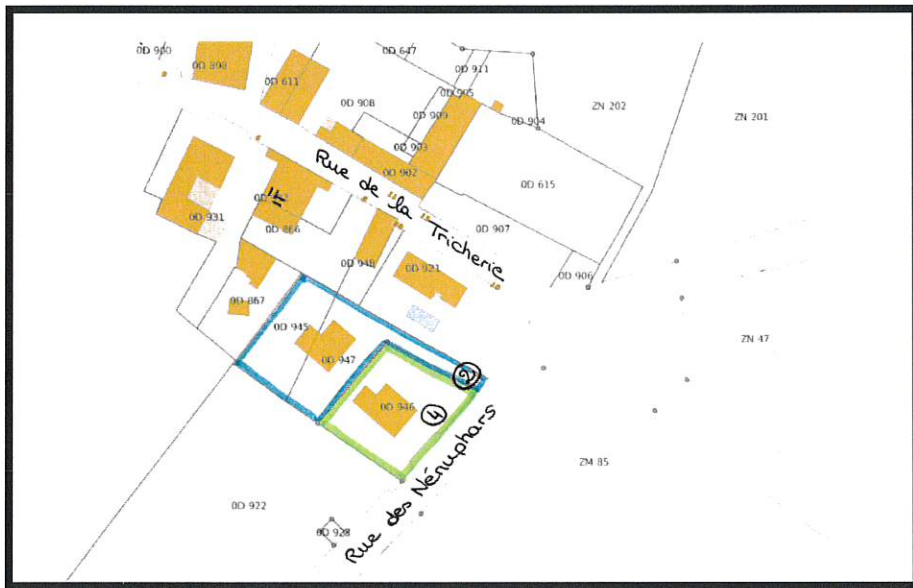 0D 900
0D 898
0D 611
0D 647
0D 911
0D 905
0D 908
0D 909
0D 904
0D 903
0D 902
ZN 202
ZN 201
0D 615
Rue de la Tricherie
11
0D 931
0D 866
0D 907
0D 948
0D 921
0D 906
0D 867
0D 945
0D 947
ZN 47
2
0D 946
4
Rue des Nénuphars
ZM 85
0D 922
0D 928